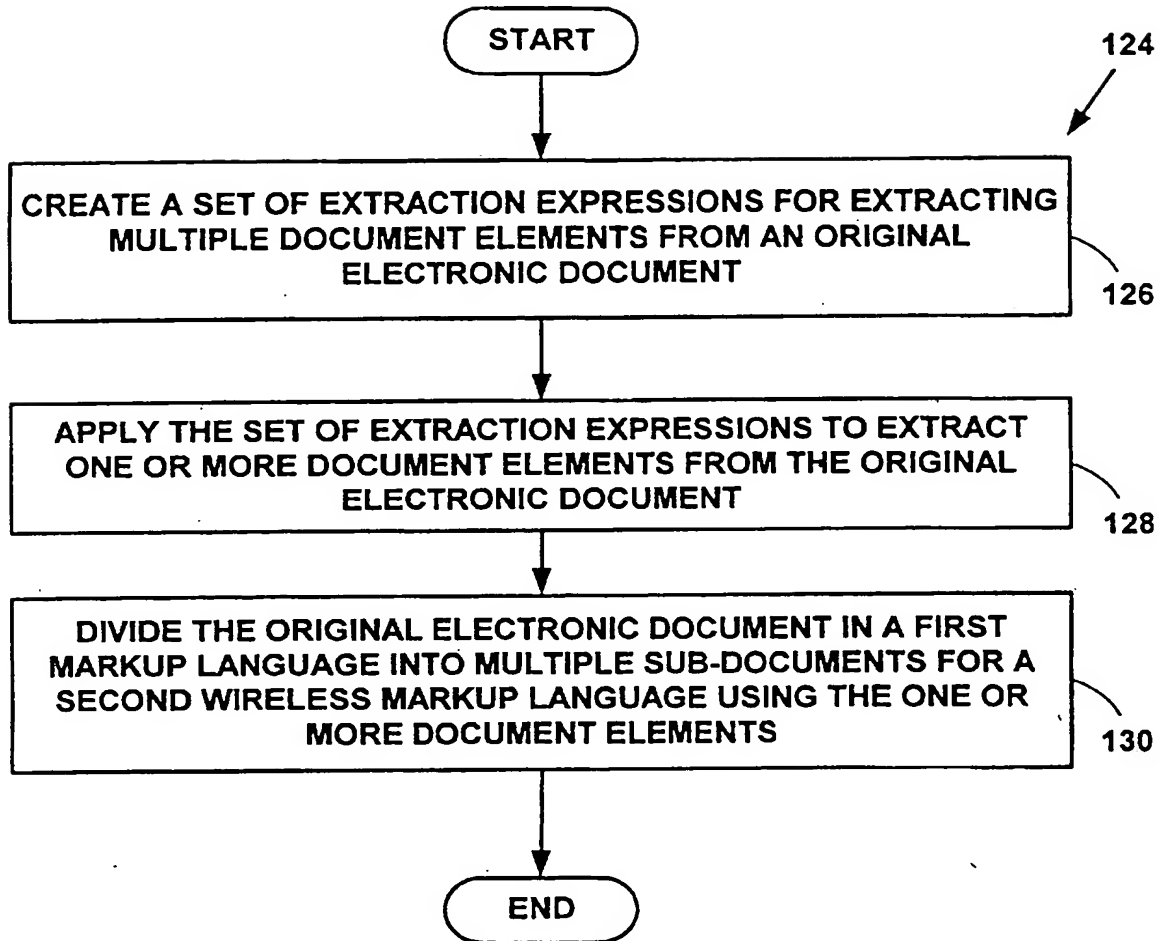 START
124
CREATE A SET OF EXTRACTION EXPRESSIONS FOR EXTRACTING
MULTIPLE DOCUMENT ELEMENTS FROM AN ORIGINAL
ELECTRONIC DOCUMENT
126
APPLY THE SET OF EXTRACTION EXPRESSIONS TO EXTRACT
ONE OR MORE DOCUMENT ELEMENTS FROM THE ORIGINAL
ELECTRONIC DOCUMENT
128
DIVIDE THE ORIGINAL ELECTRONIC DOCUMENT IN A FIRST
MARKUP LANGUAGE INTO MULTIPLE SUB-DOCUMENTS FOR A
SECOND WIRELESS MARKUP LANGUAGE USING THE ONE OR
MORE DOCUMENT ELEMENTS
130
END